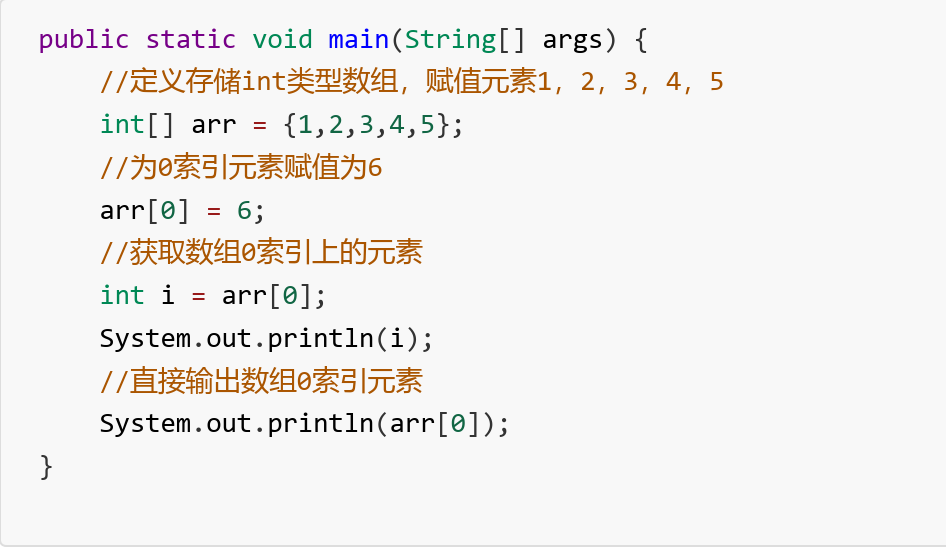 public static void main(String[] args) {
//定义存储int类型数组，赋值元素1，2，3，4，5
int[] arr = {1,2,3,4,5};
//为0索引元素赋值为6
arr[0] = 6;
//获取数组0索引上的元素
int i = arr[0];
System.out.println(i);
//直接输出数组0索引元素
System.out.println(arr[0]);
}